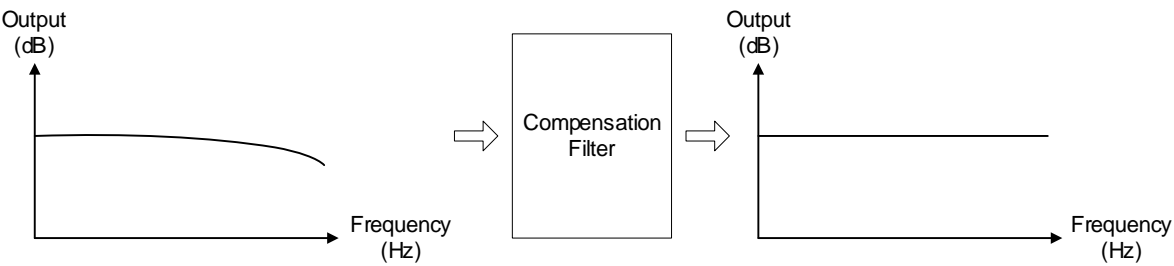 Output
(dB)
Frequency
(Hz)
Compensation
Filter
Output
(dB)
Frequency
(Hz)